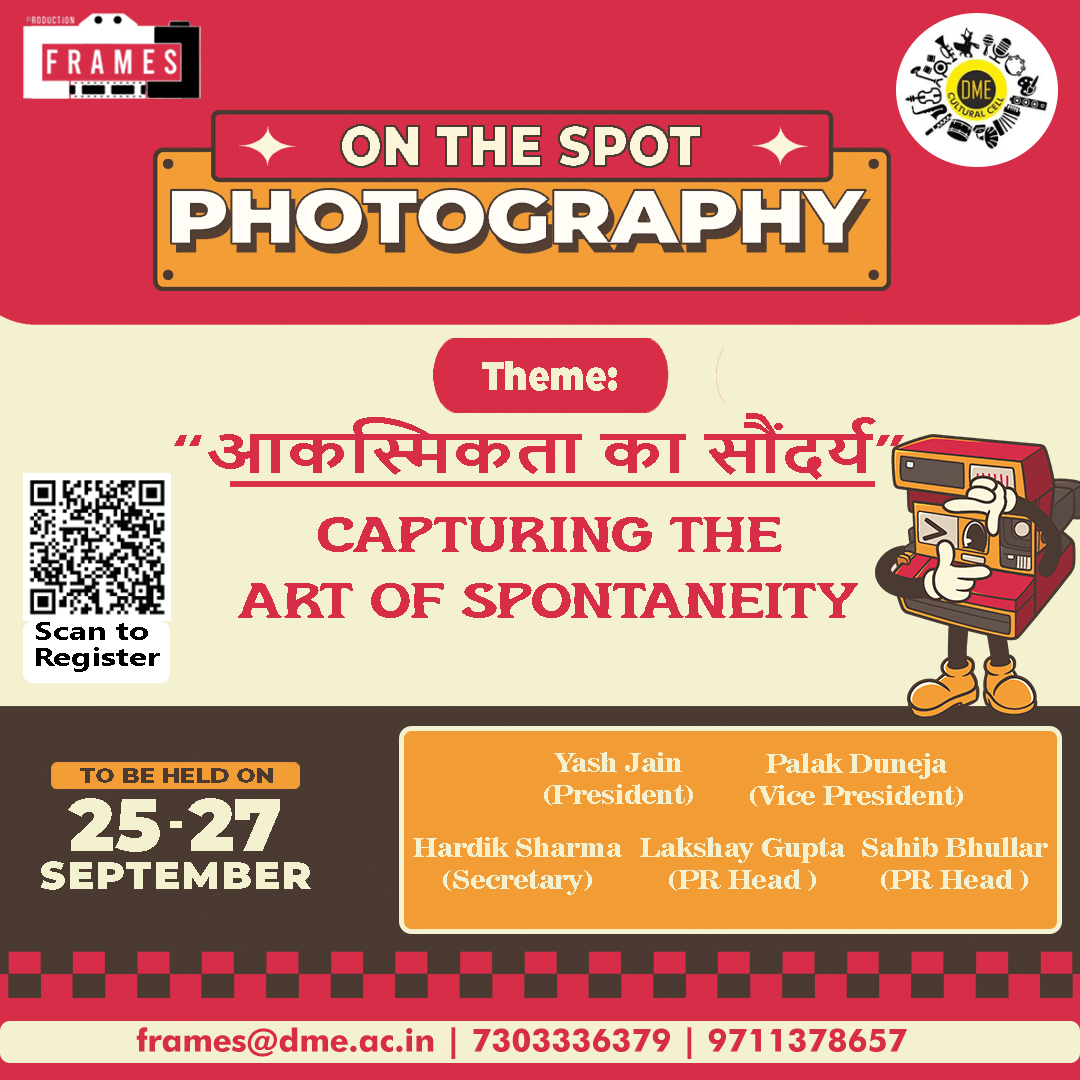 PRODUCTION
FRAMES
DME
CULTURAL CELL
ON THE SPOT
PHOTOGRAPHY
Theme:
“आकस्मिकता का सौंदर्य”
CAPTURING THE
ART OF SPONTANEITY
Scan to
Register
TO BE HELD ON
25-27
SEPTEMBER
Yash Jain
(President)
Palak Duneja
(Vice President)
Hardik Sharma
(Secretary)
Lakshay Gupta
(PR Head )
Sahib Bhullar
(PR Head )
frames@dme.ac.in | 7303336379 | 9711378657